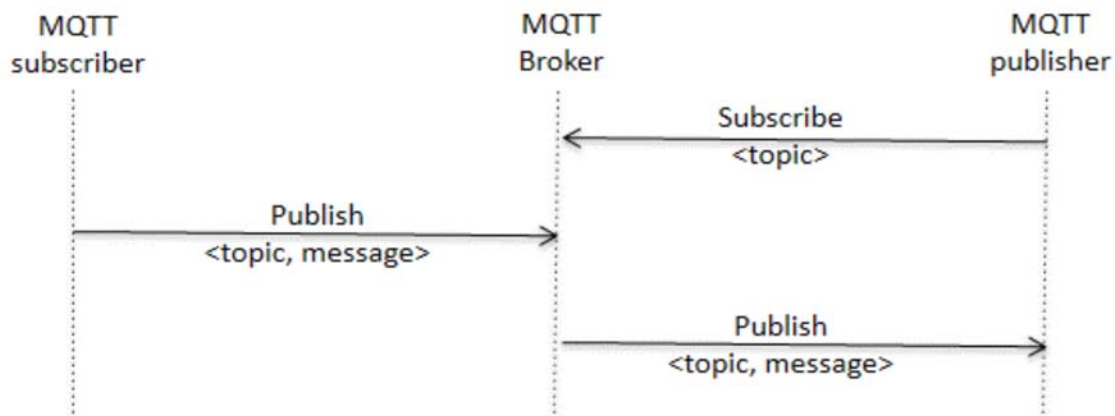 MQTT
subscriber
MQTT
Broker
MQTT
publisher
Subscribe
<topic>
Publish
<topic, message>
Publish
<topic, message>